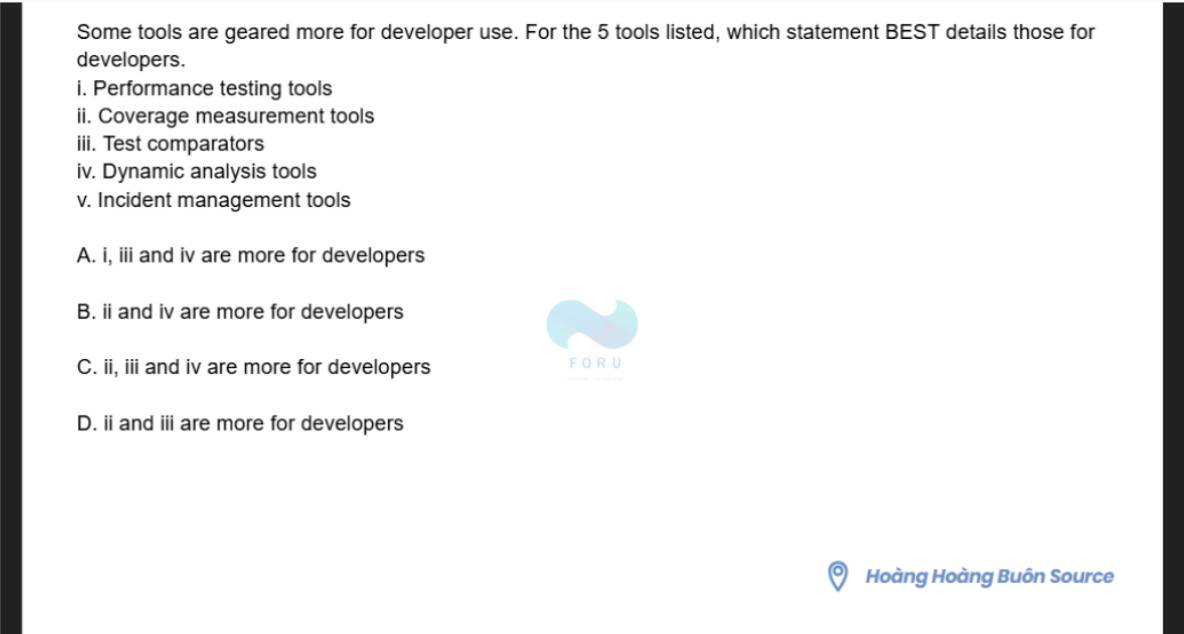 Some tools are geared more for developer use. For the 5 tools listed, which statement BEST details those for
developers.
i. Performance testing tools
ii. Coverage measurement tools
iii. Test comparators
iv. Dynamic analysis tools
v. Incident management tools
A. i, iii and iv are more for developers
B. ii and iv are more for developers
C. ii, iii and iv are more for developers
D. ii and iii are more for developers
FORU
Hoàng Hoàng Buôn Source